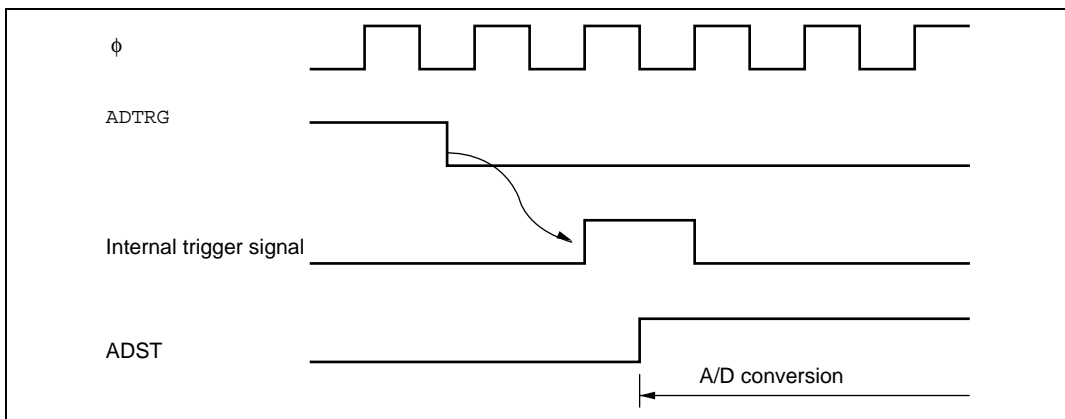 ϕ
ADTRG
Internal trigger signal
ADST
A/D conversion